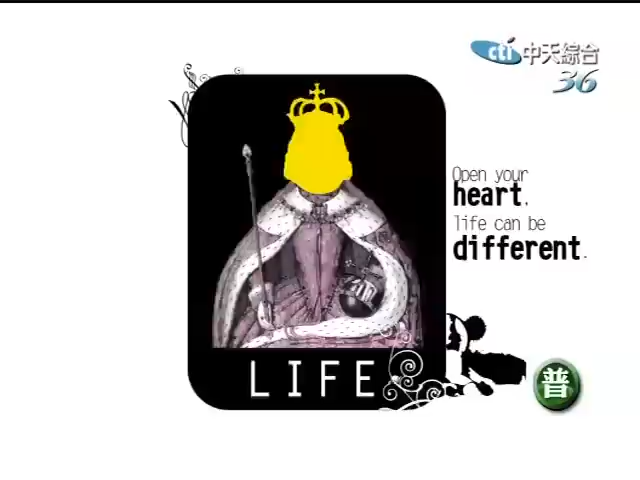 cti中天綜合
36
Open your
heart.
life can be
different.
LIFE
普